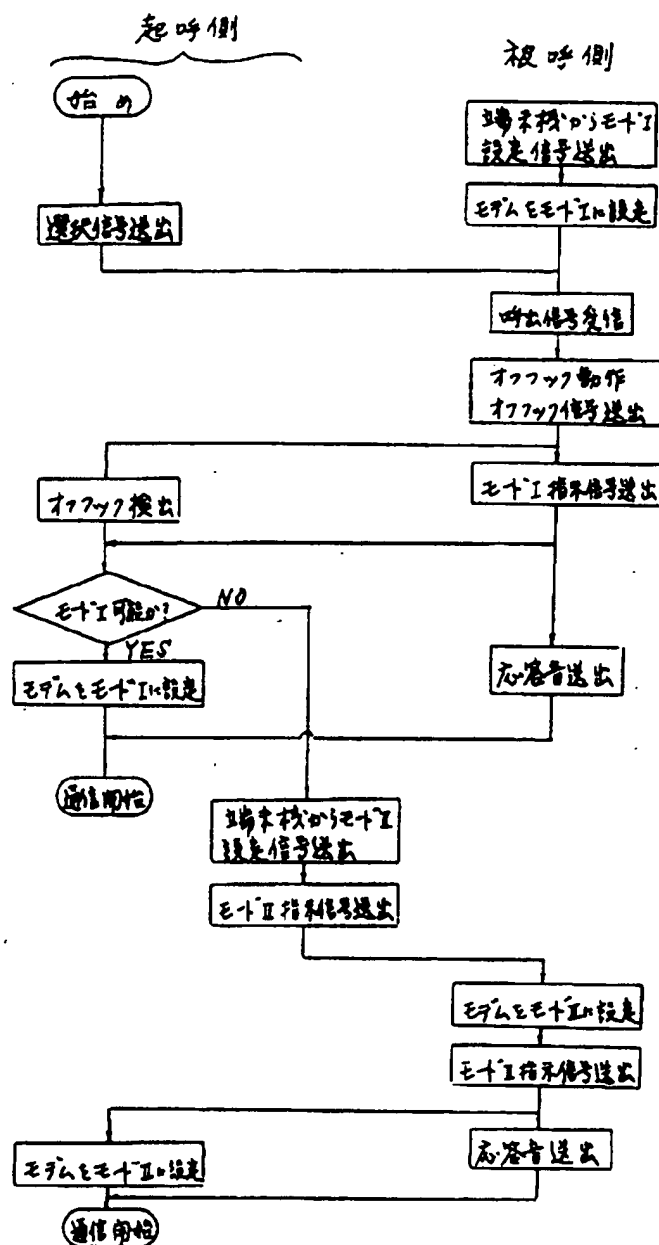 起呼側
被呼側
始め
端末機からモードI
設定信号送出
モデムをモードIに設定
選択信号送出
呼出信号受信
オフフック動作
オフフック信号送出
モードI指示信号送出
オフフック検出
モードI可能か?
NO
YES
モデムをモードIに設定
応答音送出
通信開始
端末機からモードII
設定信号送出
モードII指示信号送出
モデムをモードIIに設定
モードII指示信号送出
応答音送出
モデムをモードIIに設定
通信開始